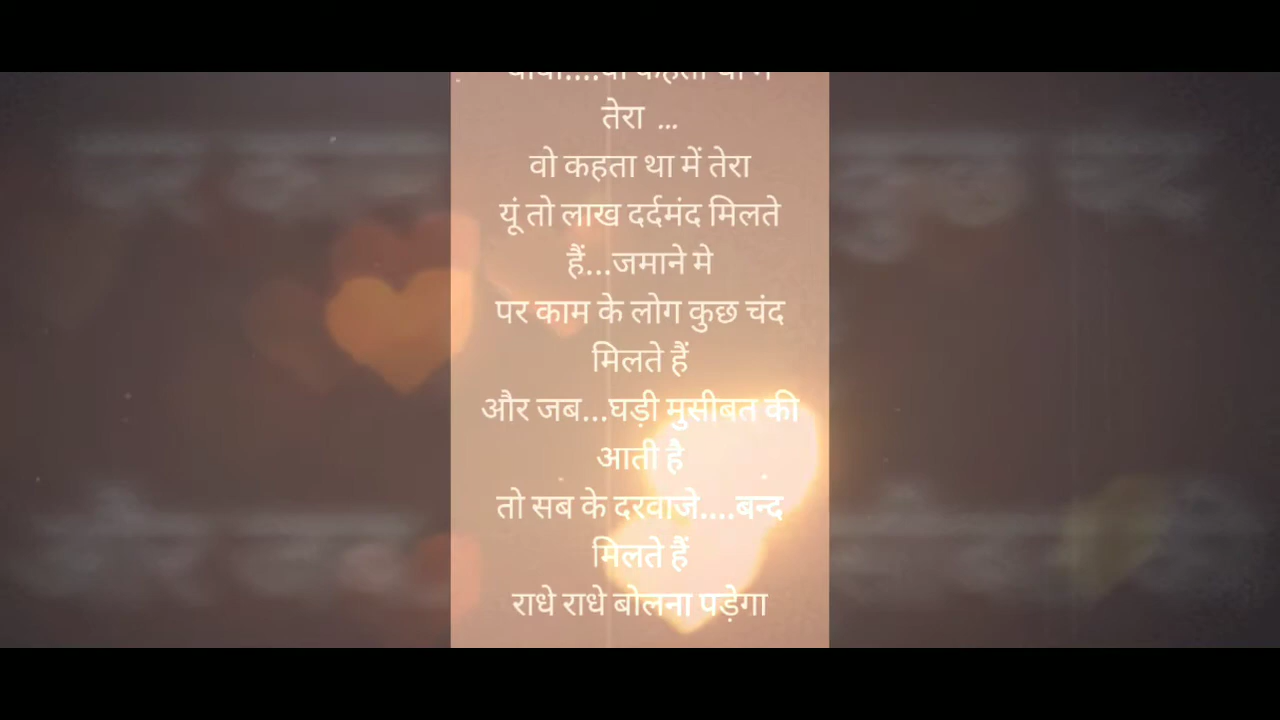 तेरा ...
वो कहता था में तेरा
यूं तो लाख दर्दमंद मिलते
हैं...जमाने मे
पर काम के लोग कुछ चंद
मिलते हैं
और जब...घड़ी मुसीबत की
आती है
तो सब के दरवाजे....बन्द
मिलते हैं
राधे राधे बोलना पड़ेगा